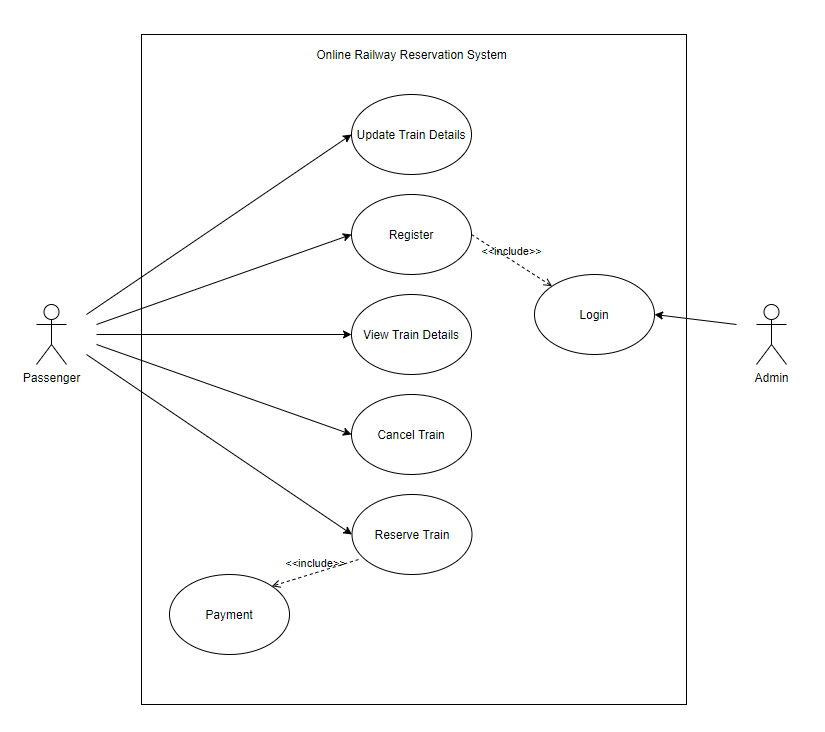 Online Railway Reservation System
Update Train Details
Register
<<include>>
Login
View Train Details
Passenger
Admin
Cancel Train
Reserve Train
<<include>>
Payment